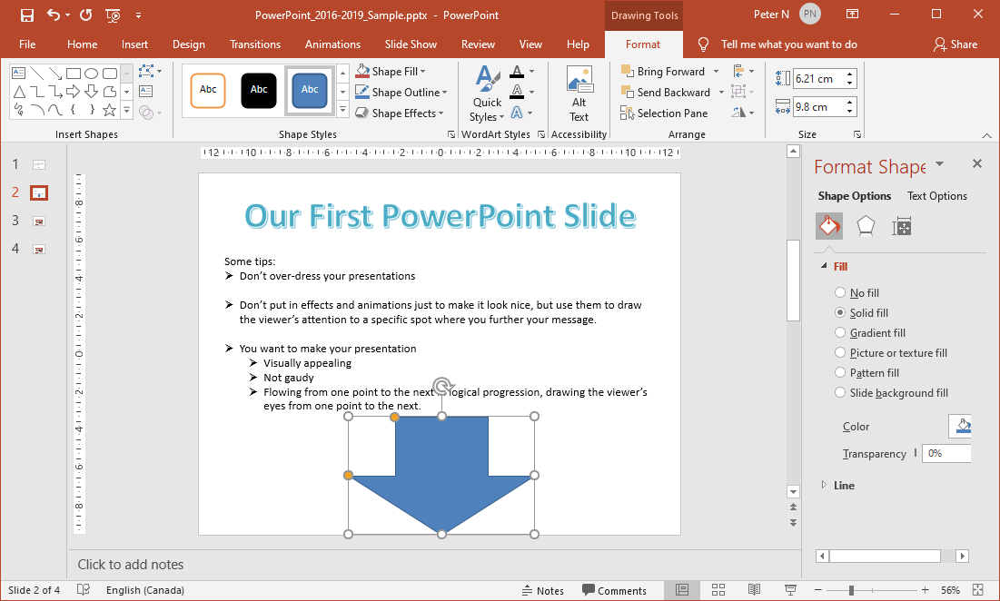 PowerPoint_2016-2019_Sample.pptx - PowerPoint
Drawing Tools
Peter N
PN
File Home Insert Design Transitions Animations Slide Show Review View Help Format Tell me what you want to do Share
Abc Abc Abc
Shape Fill
Shape Outline
Shape Effects
Quick Styles
Alt Text
Bring Forward
Send Backward
Selection Pane
6.21 cm
9.8 cm
Insert Shapes Shape Styles WordArt Styles Accessibility Arrange Size
1
2
3
4
12 10 8 6 4 2 0 2 4 6 8 10 12
8 6 4 2 0 2 4 6 8
Our First PowerPoint Slide
Some tips:
Don't over-dress your presentations
Don't put in effects and animations just to make it look nice, but use them to draw
the viewer's attention to a specific spot where you further your message.
You want to make your presentation
Visually appealing
Not gaudy
Flowing from one point to the next logical progression, drawing the viewer's
eyes from one point to the next.
Click to add notes
Format Shape
Shape Options Text Options
Fill
No fill
Solid fill
Gradient fill
Picture or texture fill
Pattern fill
Slide background fill
Color
Transparency 0%
Line
Slide 2 of 4 English (Canada) Notes Comments 56%